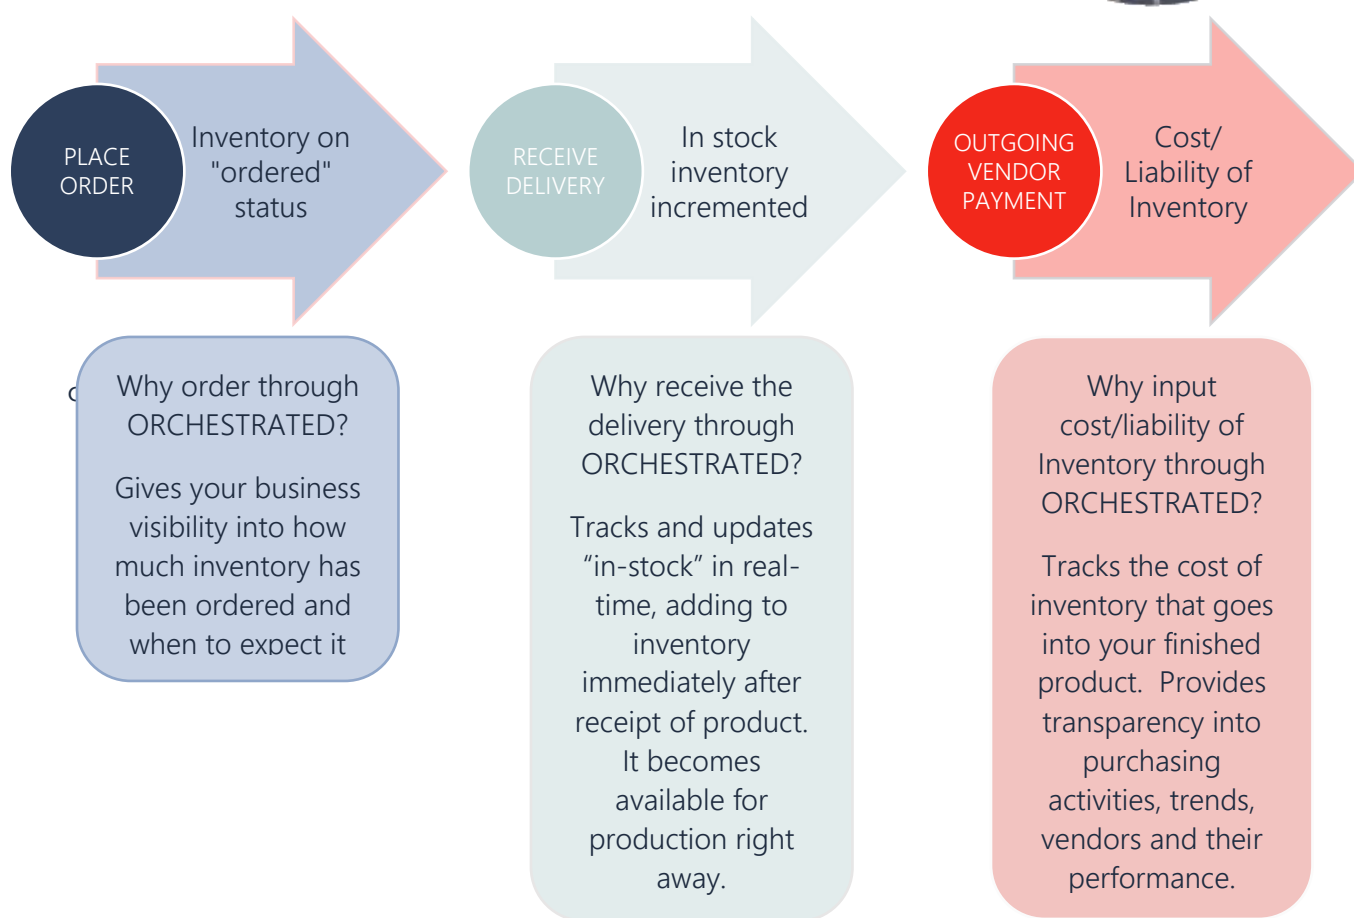 PLACE
ORDER
Inventory on
"ordered"
status
RECEIVE
DELIVERY
In stock
inventory
incremented
OUTGOING
VENDOR
PAYMENT
Cost/
Liability of
Inventory
Why order through
ORCHESTRATED?
Gives your business
visibility into how
much inventory has
been ordered and
when to expect it
Why receive the
delivery through
ORCHESTRATED?
Tracks and updates
“in-stock” in real-
time, adding to
inventory
immediately after
receipt of product.
It becomes
available for
production right
away.
Why input
cost/liability of
Inventory through
ORCHESTRATED?
Tracks the cost of
inventory that goes
into your finished
product.  Provides
transparency into
purchasing
activities, trends,
vendors and their
performance.